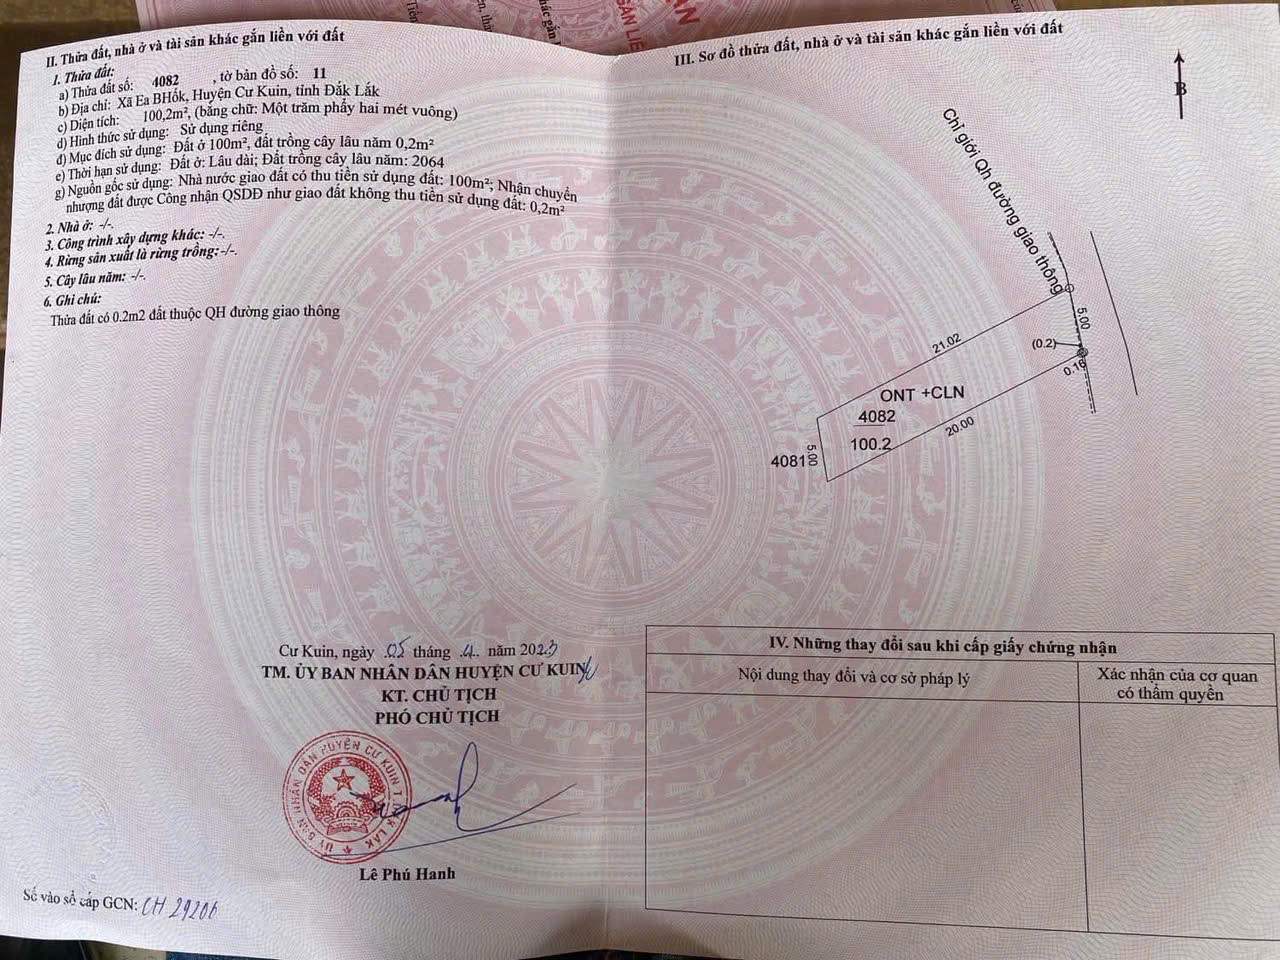 II. Thửa đất, nhà ở và tài sản khác gắn liền với đất
1. Thửa đất:
a) Thửa đất số: 4082 , tờ bản đồ số: 11
b) Địa chỉ: Xã Ea BHốk, Huyện Cư Kuin, tỉnh Đắk Lắk
c) Diện tích: 100,2m², (bằng chữ: Một trăm phẩy hai mét vuông)
d) Hình thức sử dụng: Sử dụng riêng
đ) Mục đích sử dụng: Đất ở 100m², đất trồng cây lâu năm 0,2m²
e) Thời hạn sử dụng: Đất ở: Lâu dài; Đất trồng cây lâu năm: 2064
g) Nguồn gốc sử dụng: Nhà nước giao đất có thu tiền sử dụng đất: 100m²; Nhận chuyển
nhượng đất được Công nhận QSDĐ như giao đất không thu tiền sử dụng đất: 0,2m²
2. Nhà ở: -/-.
3. Công trình xây dựng khác: -/-.
4. Rừng sản xuất là rừng trồng:-/-.
5. Cây lâu năm: -/-.
6. Ghi chú:
Thửa đất có 0.2m2 đất thuộc QH đường giao thông
Cư Kuin, ngày 05 tháng 4 năm 2023
TM. ỦY BAN NHÂN DÂN HUYỆN CƯ KUIN
KT. CHỦ TỊCH
PHÓ CHỦ TỊCH
ỦY BAN NHÂN DÂN HUYỆN CƯ KUIN T. ĐẮK LẮK
Lê Phú Hanh
Số vào sổ cấp GCN: CH 29206
III. Sơ đồ thửa đất, nhà ở và tài sản khác gắn liền với đất
B
Chỉ giới Qh đường giao thông
5.00
21.02
(0.2)
0.16
ONT +CLN
4082
100.2
20.00
5.00
4081
IV. Những thay đổi sau khi cấp giấy chứng nhận
Nội dung thay đổi và cơ sở pháp lý
Xác nhận của cơ quan
có thẩm quyền